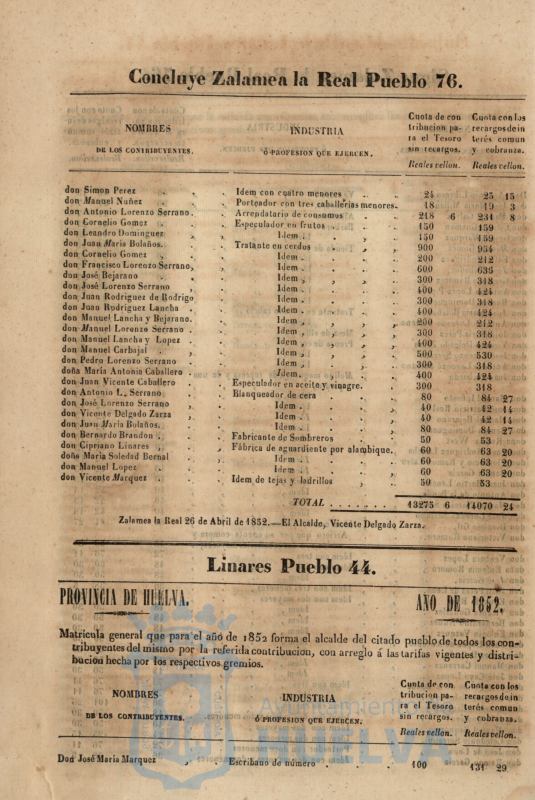 Concluye Zalamea la Real Pueblo 76.
NOMBRES DE LOS CONTRIBUYENTES. INDUSTRIA Ó PROFESION QUE EJERCEN. Cuota de contribucion para el Tesoro sin recargos. Cuota con los recargos de interés comun y cobranza.
Reales vellon. Reales vellon.
don Simon Perez . . , Idem con cuatro menores . . 24 25 15
don Manuel Nuñez . . , Porteador con tres caballerias menores. 18 19 3
don Antonio Lorenzo Serrano. Arrendatario de consumos . . 218 6 231 8
don Cornelio Gomez . , Especulador en frutos . . 150 159
don Leandro Dominguez , Idem . , , 150 159
don Juan Maria Bolaños. . Tratante en cerdos , , 900 954
don Cornelio Gomez , . Idem . , , 200 212
don Francisco Lorenzo Serrano, Idem . , , 600 636
don José Bejarano . . Idem . , , 300 318
don José Lorenzo Serrano , Idem . , , 400 424
don Juan Rodriguez de Rodrigo Idem . , , 300 318
don Juan Rodriguez Lancha , Idem . , , 400 424
don Manuel Lancha y Bejarano. Idem . , , 200 212
don Manuel Lorenzo Serrano . Idem . , , 300 318
don Manuel Lancha y Lopez . Idem . , , 400 424
don Manuel Carbajal . , Idem , , , 500 530
don Pedro Lorenzo Serrano . Idem , , , 300 318
doña Maria Antonia Caballero . Idem. , , 400 424
don Juan Vicente Caballero . Especulador en aceite y vinagre. 300 318
don Antonio L., Serrano . Blanqueador de cera , 80 84 27
don José Lorenzo Serrano . Idem . , , 40 42 14
don Vicente Delgado Zarza , Idem . , , 40 42 14
don Juan Maria Bolaños. . Idem . , , 80 84 27
don Bernardo Brandon . . Fabricante de Sombreros . 50 53
don Cipriano Linares , , Fábrica de aguardiente por alambique. 60 63 20
doña Maria Soledad Bernal . Idem . . , 60 63 20
don Manuel Lopez . . Idem . , , 60 63 20
don Vicente Marquez . , Idem de tejas y ladrillos , 50 53
TOTAL . . . . . . . 13275 6 14070 24
Zalamea la Real 26 de Abril de 1852.—El Alcalde, Vicente Delgado Zarza.
Linares Pueblo 44.
PROVINCIA DE HUELVA. AÑO DE 1852.
Matricula general que para el año de 1852 forma el alcalde del citado pueblo de todos los con-
tribuyentes del mismo por la referida contribucion, con arreglo á las tarifas vigentes y distri-
bucion hecha por los respectivos gremios.
NOMBRES DE LOS CONTRIBUYENTES. INDUSTRIA Ó PROFESION QUE EJERCEN. Cuota de contribucion para el Tesoro sin recargos. Cuota con los recargos de interés comun y cobranza.
Reales vellon. Reales vellon.
Don José Maria Marquez , Escribano de número . . . 100 131 29
Ayuntamiento
HUELVA